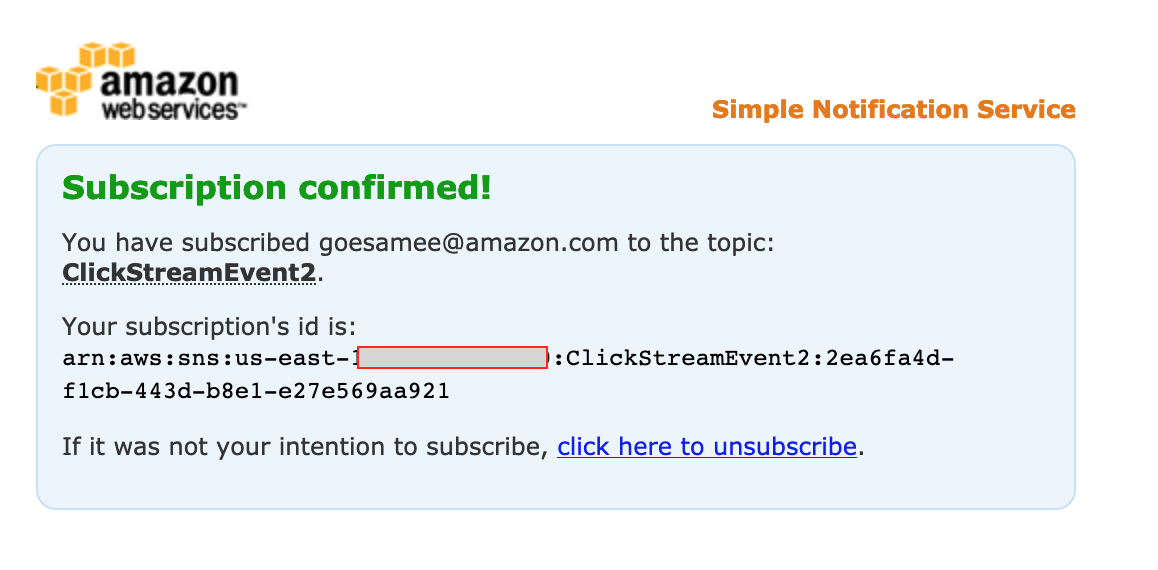 amazon
web services™
Simple Notification Service
Subscription confirmed!
You have subscribed goesamee@amazon.com to the topic:
ClickStreamEvent2.
Your subscription's id is:
arn:aws:sns:us-east-1 :ClickStreamEvent2:2ea6fa4d-
f1cb-443d-b8e1-e27e569aa921
If it was not your intention to subscribe, click here to unsubscribe.